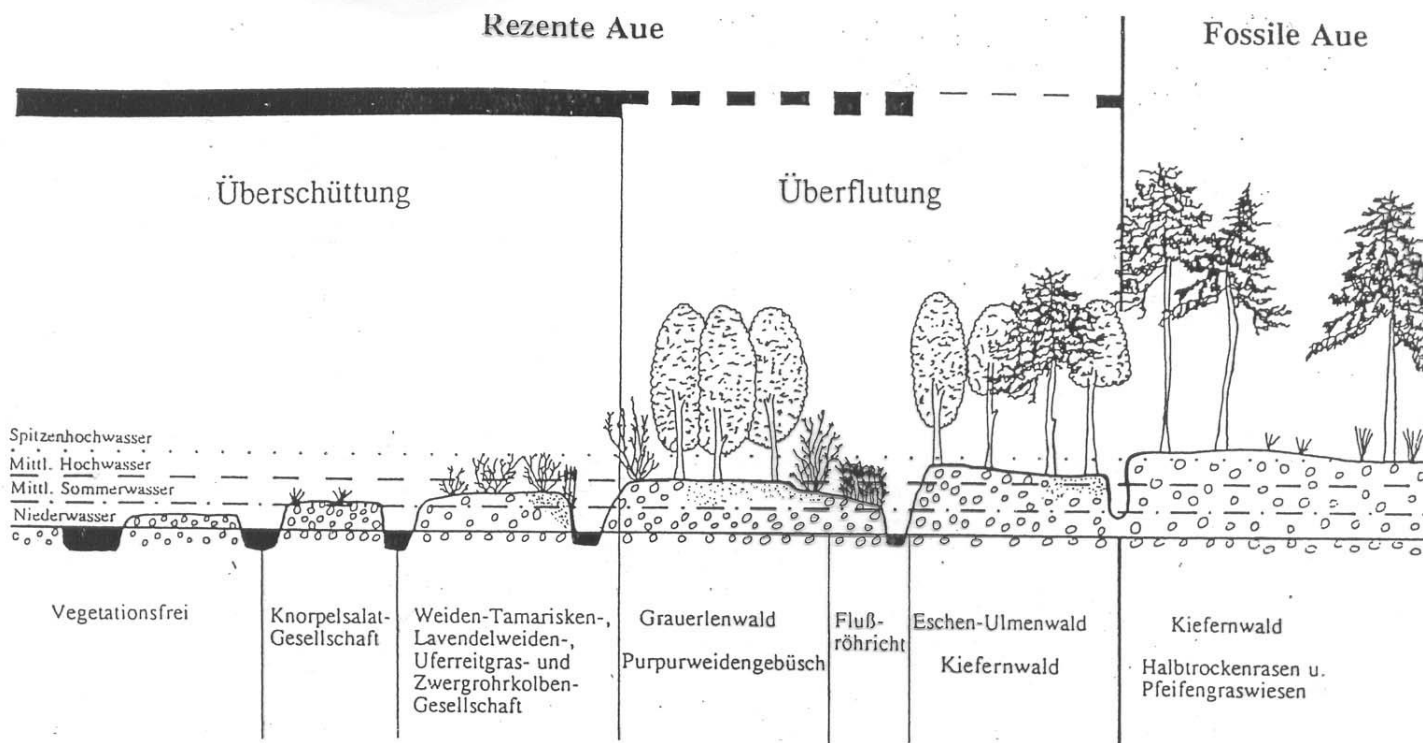 Rezente Aue
Fossile Aue
Überschüttung
Überflutung
Spitzenhochwasser
Mittl. Hochwasser
Mittl. Sommerwasser
Niederwasser
Vegetationsfrei
Knorpelsalat-
Gesellschaft
Weiden-Tamarisken-,
Lavendelweiden-,
Uferreitgras- und
Zwergrohrkolben-
Gesellschaft
Grauerlenwald
Purpurweidengebüsch
Fluß-
röhricht
Eschen-Ulmenwald
Kiefernwald
Kiefernwald
Halbtrockenrasen u.
Pfeifengraswiesen